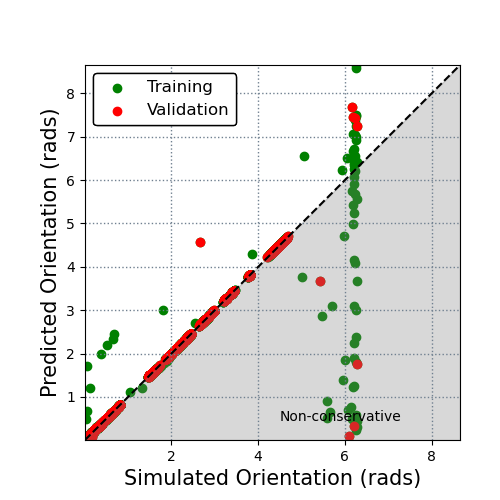 Training
Validation
8
7
6
5
4
3
2
1
Predicted Orientation (rads)
Non-conservative
2
4
6
8
Simulated Orientation (rads)